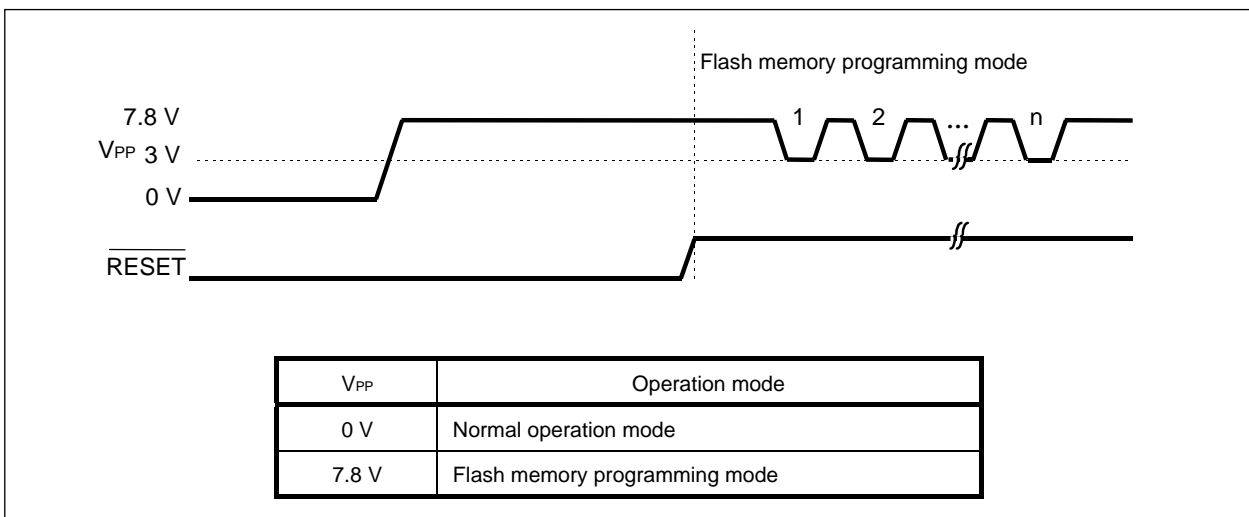 Flash memory programming mode
7.8 V
1 2 ... n
VPP 3 V
0 V
RESET
VPP Operation mode
0 V Normal operation mode
7.8 V Flash memory programming mode